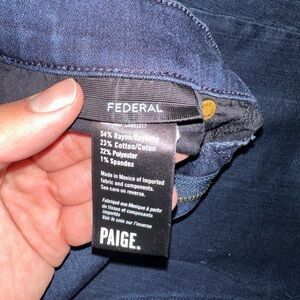 FEDERAL
54% Rayon/Rayonne
23% Cotton/Coton
22% Polyester
1% Spandex
Made in Mexico of imported
fabric and components.
See care on reverse.
Fabriqué aux Mexique à partir
de tissus et composants
importés
Voir le soin sur l'inverse
PAIGE.